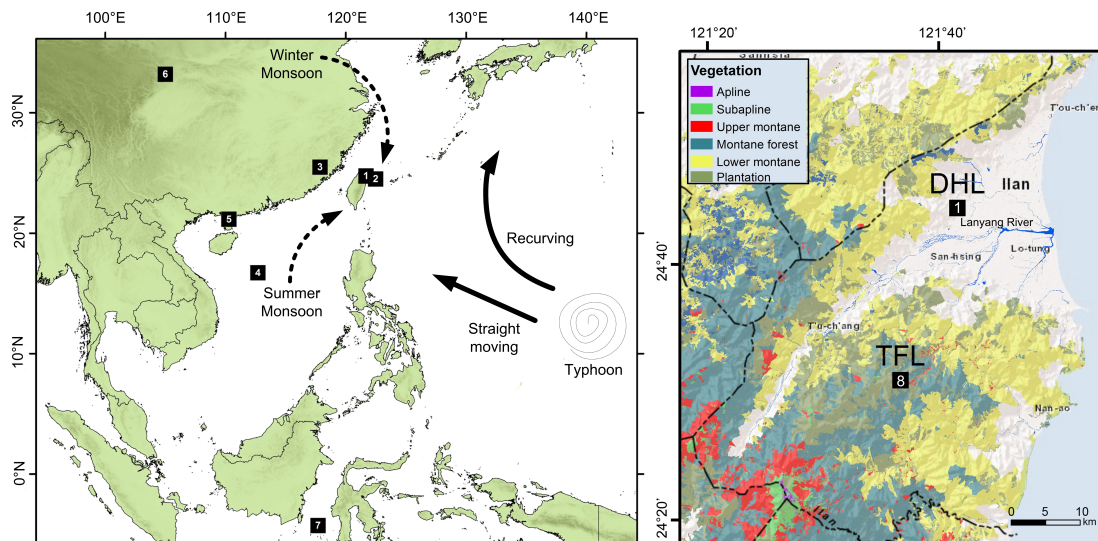 100°E
110°E
120°E
130°E
140°E
30°N
20°N
10°N
0°N
Winter
Monsoon
6
3
1
2
5
4
7
Summer
Monsoon
Recurving
Straight
moving
Typhoon
121°20'
121°40'
24°40'
24°20'
Vegetation
Apline
Subapline
Upper montane
Montane forest
Lower montane
Plantation
DHL
1
Ilan
Lanyang River
Lo-tung
San-hsing
T'u-ch'ang
TFL
8
Nan-ao
Ilan
0 5 10
km